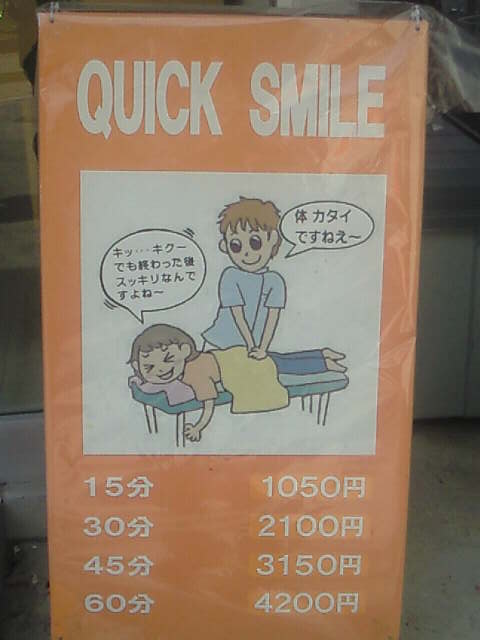 QUICK SMILE
体 カタイ
ですねえ～
キッ・・・キクー
でも終わった後
スッキリなんで
すよね～
15分 1050円
30分 2100円
45分 3150円
60分 4200円